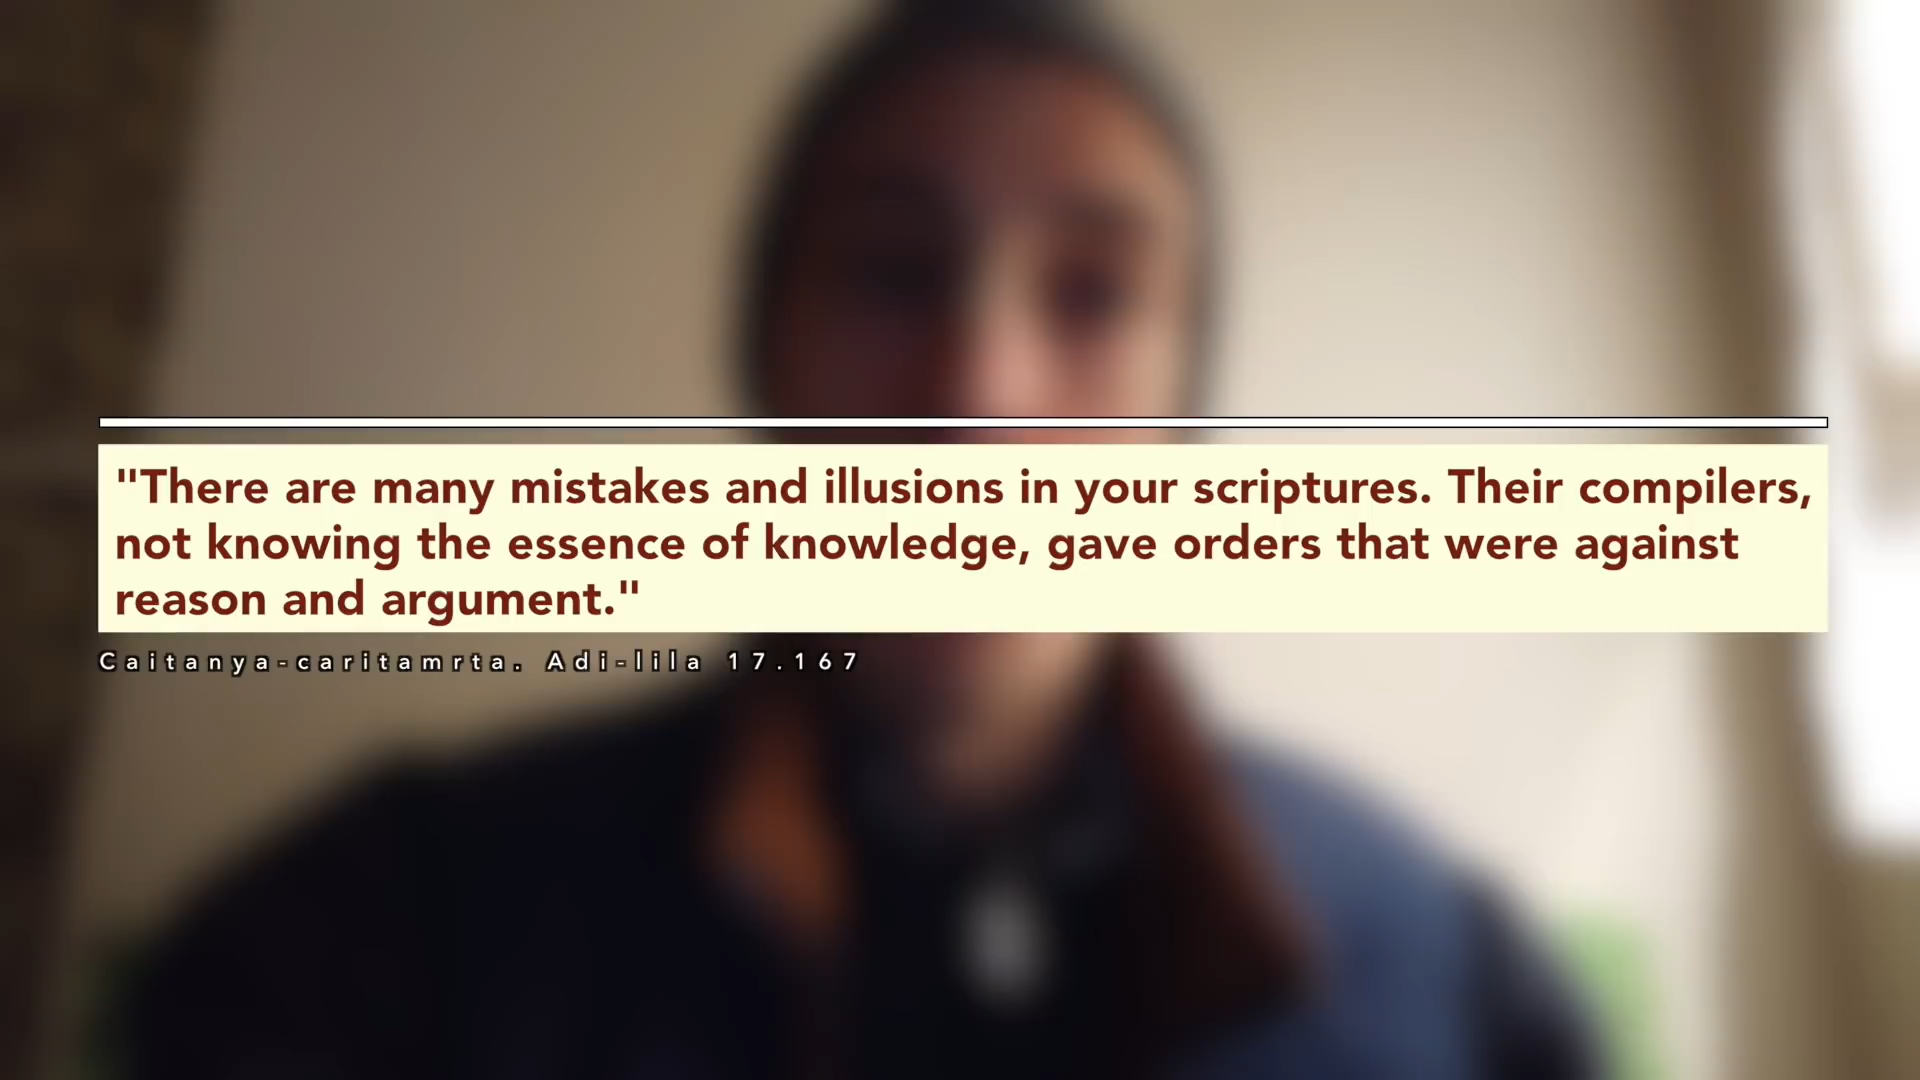 "There are many mistakes and illusions in your scriptures. Their compilers,
not knowing the essence of knowledge, gave orders that were against
reason and argument."
Caitanya-caritamrta. Adi-lila 17.167